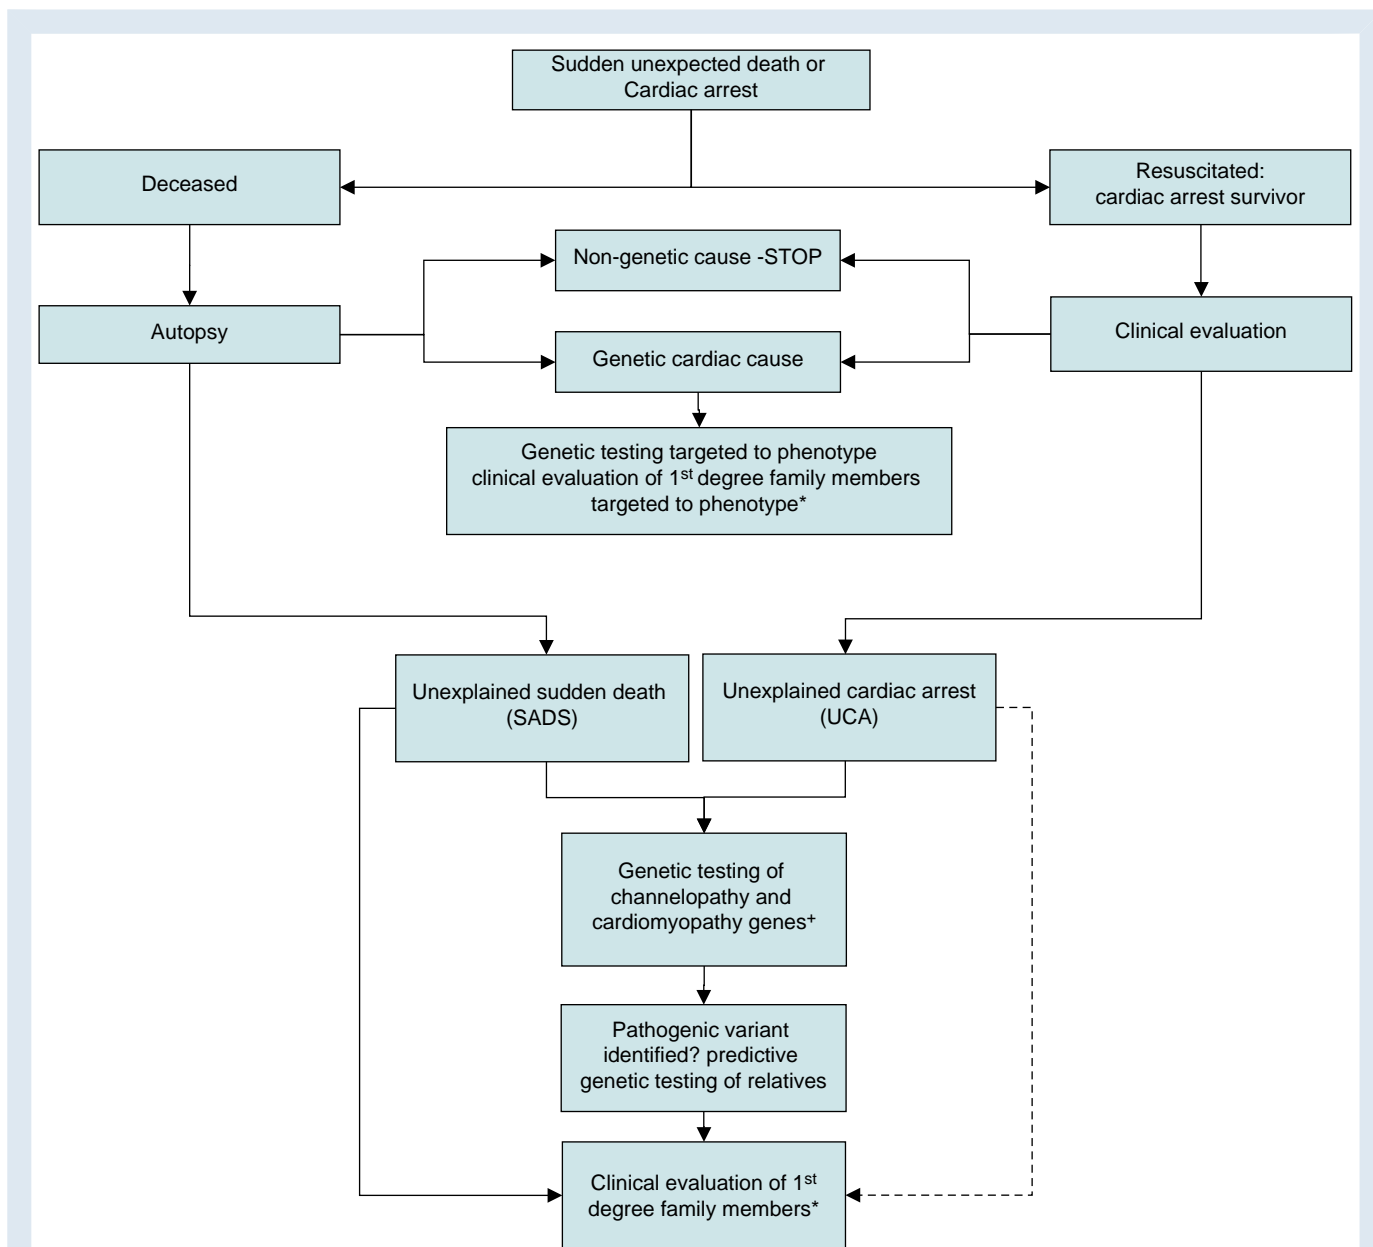 Sudden unexpected death or
Cardiac arrest
Deceased
Resuscitated:
cardiac arrest survivor
Non-genetic cause -STOP
Autopsy
Clinical evaluation
Genetic cardiac cause
Genetic testing targeted to phenotype
clinical evaluation of 1st degree family members
targeted to phenotype*
Unexplained sudden death
(SADS)
Unexplained cardiac arrest
(UCA)
Genetic testing of
channelopathy and
cardiomyopathy genes+
Pathogenic variant
identified? predictive
genetic testing of relatives
Clinical evaluation of 1st
degree family members*